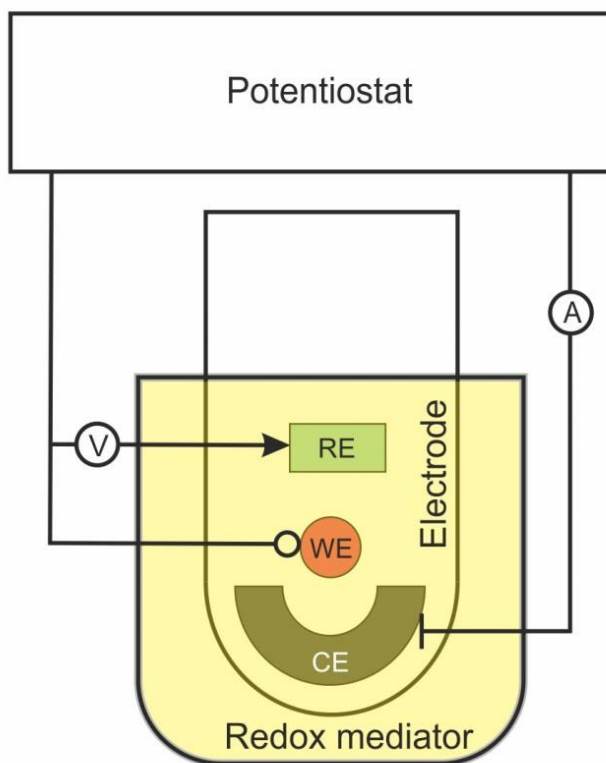 Potentiostat
A
V
RE
Electrode
WE
CE
Redox mediator